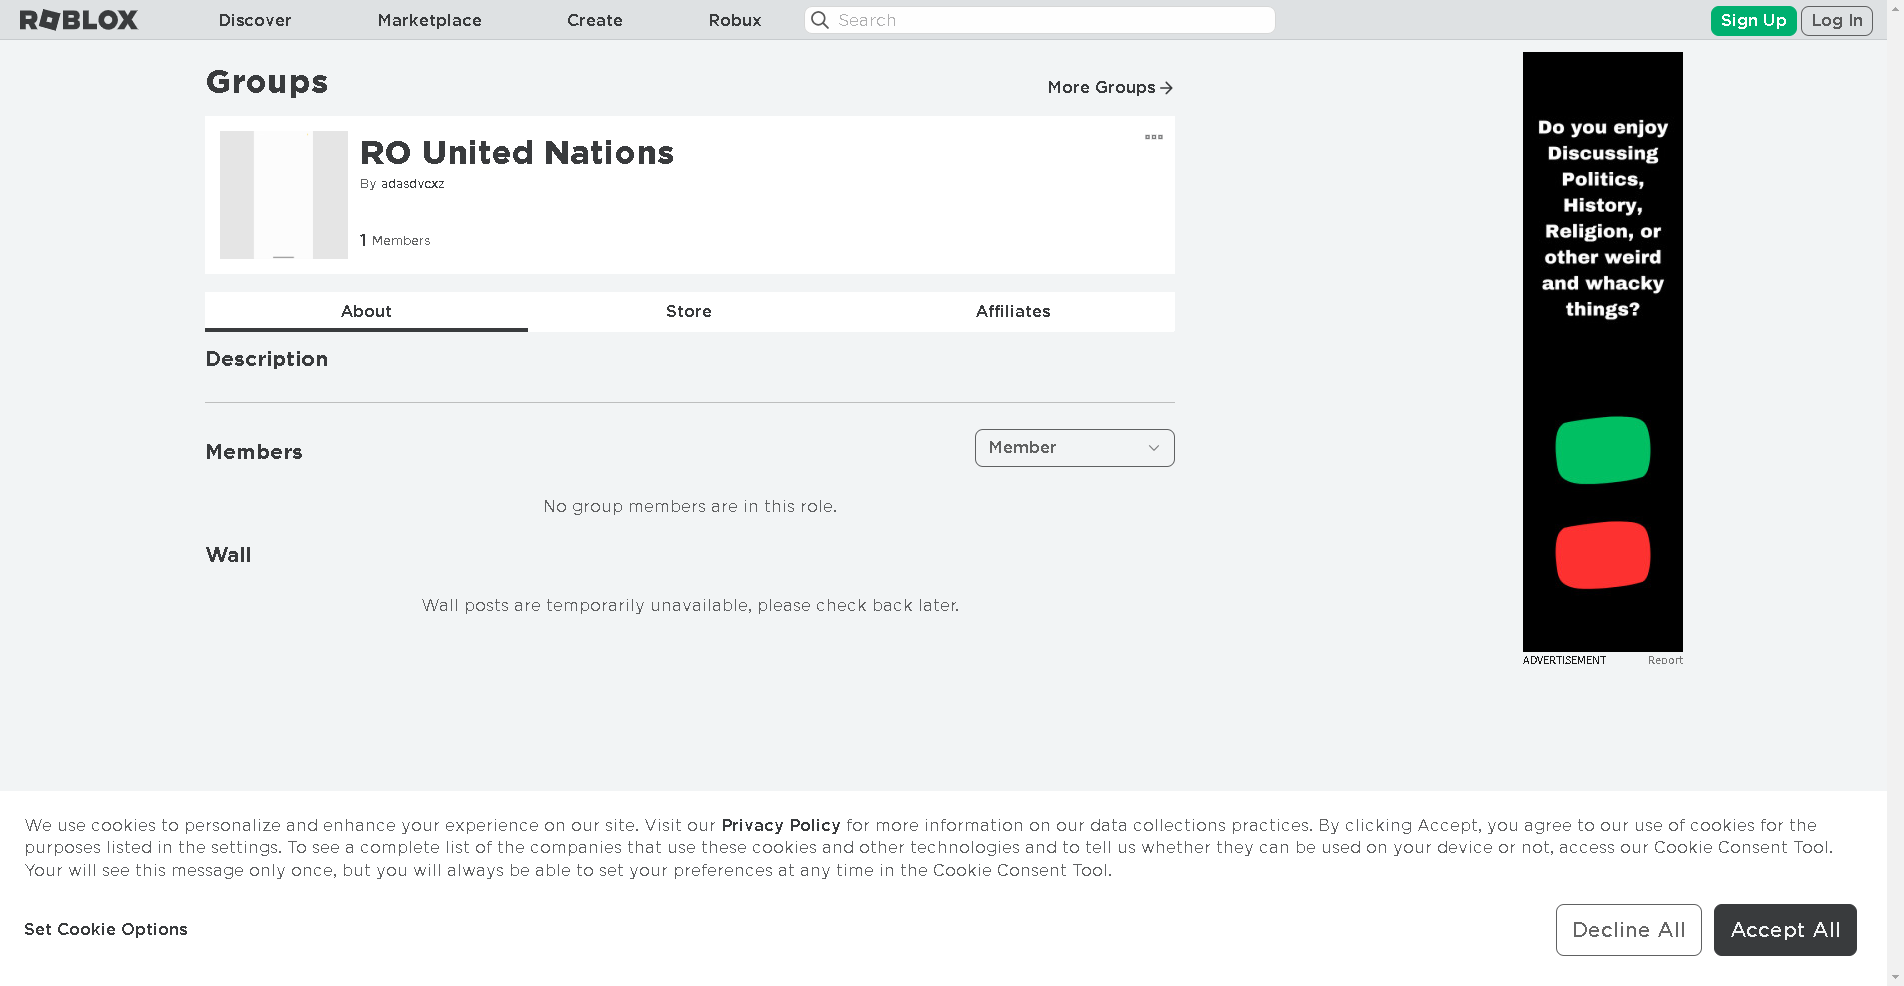 ROBLOX
Discover
Marketplace
Create
Robux
Search
Sign Up
Log In
Groups
More Groups
RO United Nations
By adasdvcxz
1 Members
About
Store
Affiliates
Description
Members
Member
No group members are in this role.
Wall
Wall posts are temporarily unavailable, please check back later.
Do you enjoy
Discussing
Politics,
History,
Religion, or
other weird
and whacky
things?
ADVERTISEMENT
Report
We use cookies to personalize and enhance your experience on our site. Visit our Privacy Policy for more information on our data collections practices. By clicking Accept, you agree to our use of cookies for the
purposes listed in the settings. To see a complete list of the companies that use these cookies and other technologies and to tell us whether they can be used on your device or not, access our Cookie Consent Tool.
Your will see this message only once, but you will always be able to set your preferences at any time in the Cookie Consent Tool.
Set Cookie Options
Decline All
Accept All